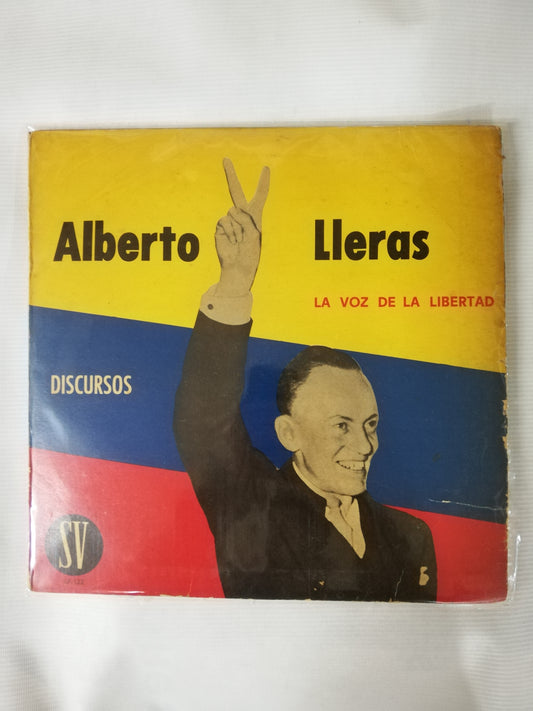 Alberto Lleras
LA VOZ DE LA LIBERTAD
DISCURSOS
SV